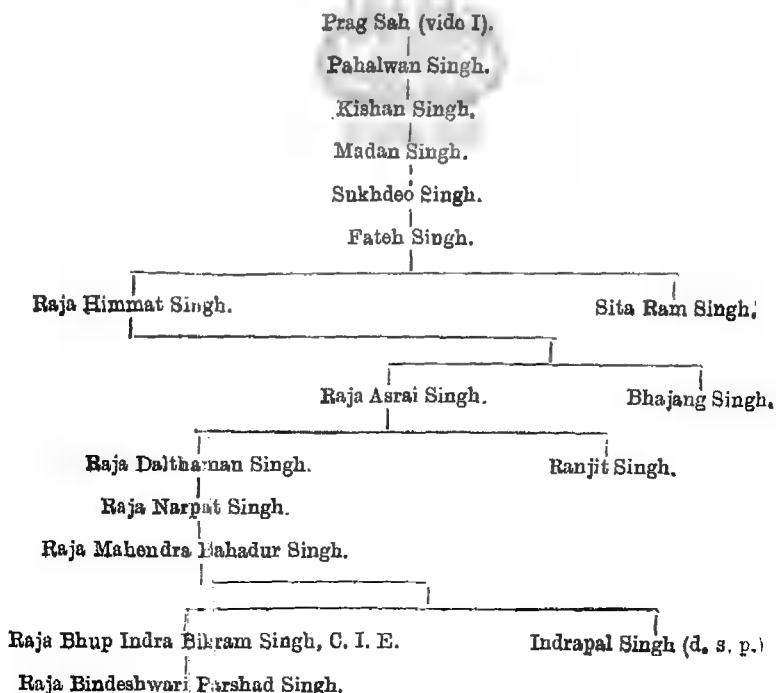 Prag Sah (vido I).
Pahalwan Singh.
Kishan Singh.
Madan Singh.
Sukhdeo Singh.
Fateh Singh.
Raja Himmat Singh. Sita Ram Singh.
Raja Asrai Singh. Bhajang Singh.
Raja Dalthaman Singh. Ranjit Singh.
Raja Narpat Singh.
Raja Mahendra Bahadur Singh.
Raja Bhup Indra Bikram Singh, C. I. E. Indrapal Singh (d. s. p.)
Raja Bindeshwari Parshad Singh.